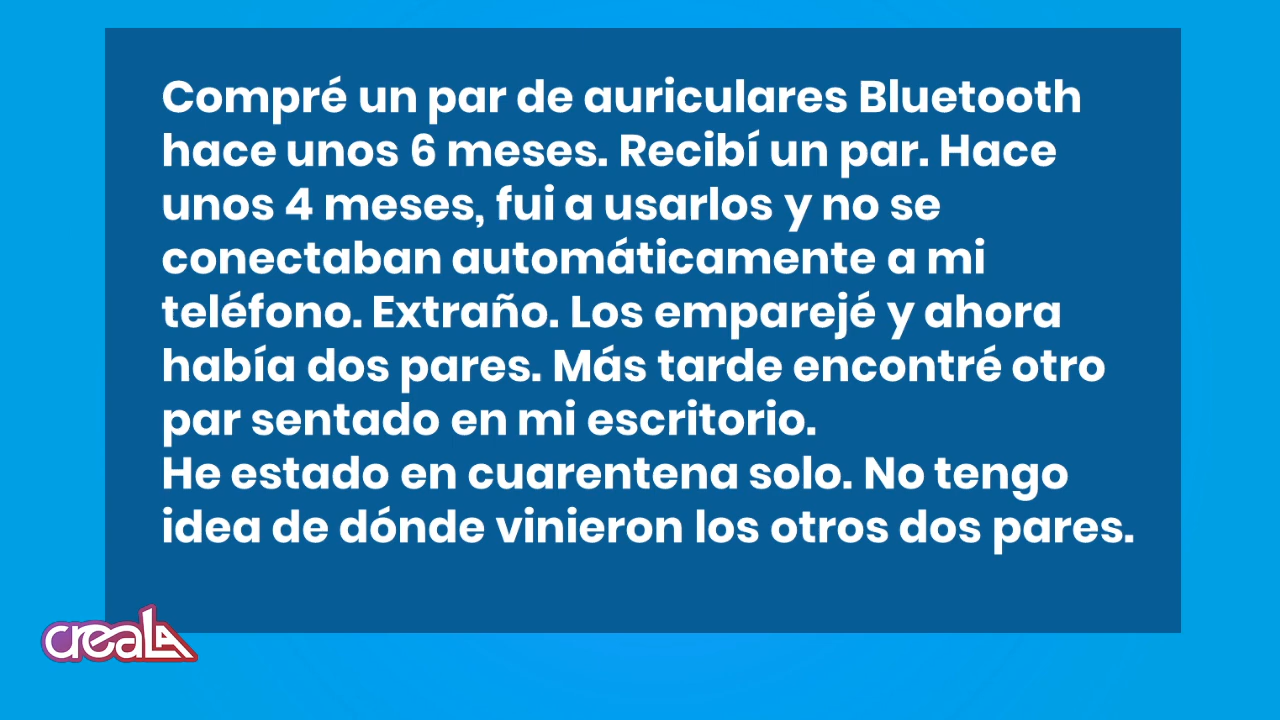 Compré un par de auriculares Bluetooth
hace unos 6 meses. Recibí un par. Hace
unos 4 meses, fui a usarlos y no se
conectaban automáticamente a mi
teléfono. Extraño. Los emparejé y ahora
había dos pares. Más tarde encontré otro
par sentado en mi escritorio.
He estado en cuarentena solo. No tengo
idea de dónde vinieron los otros dos pares.
creaLA